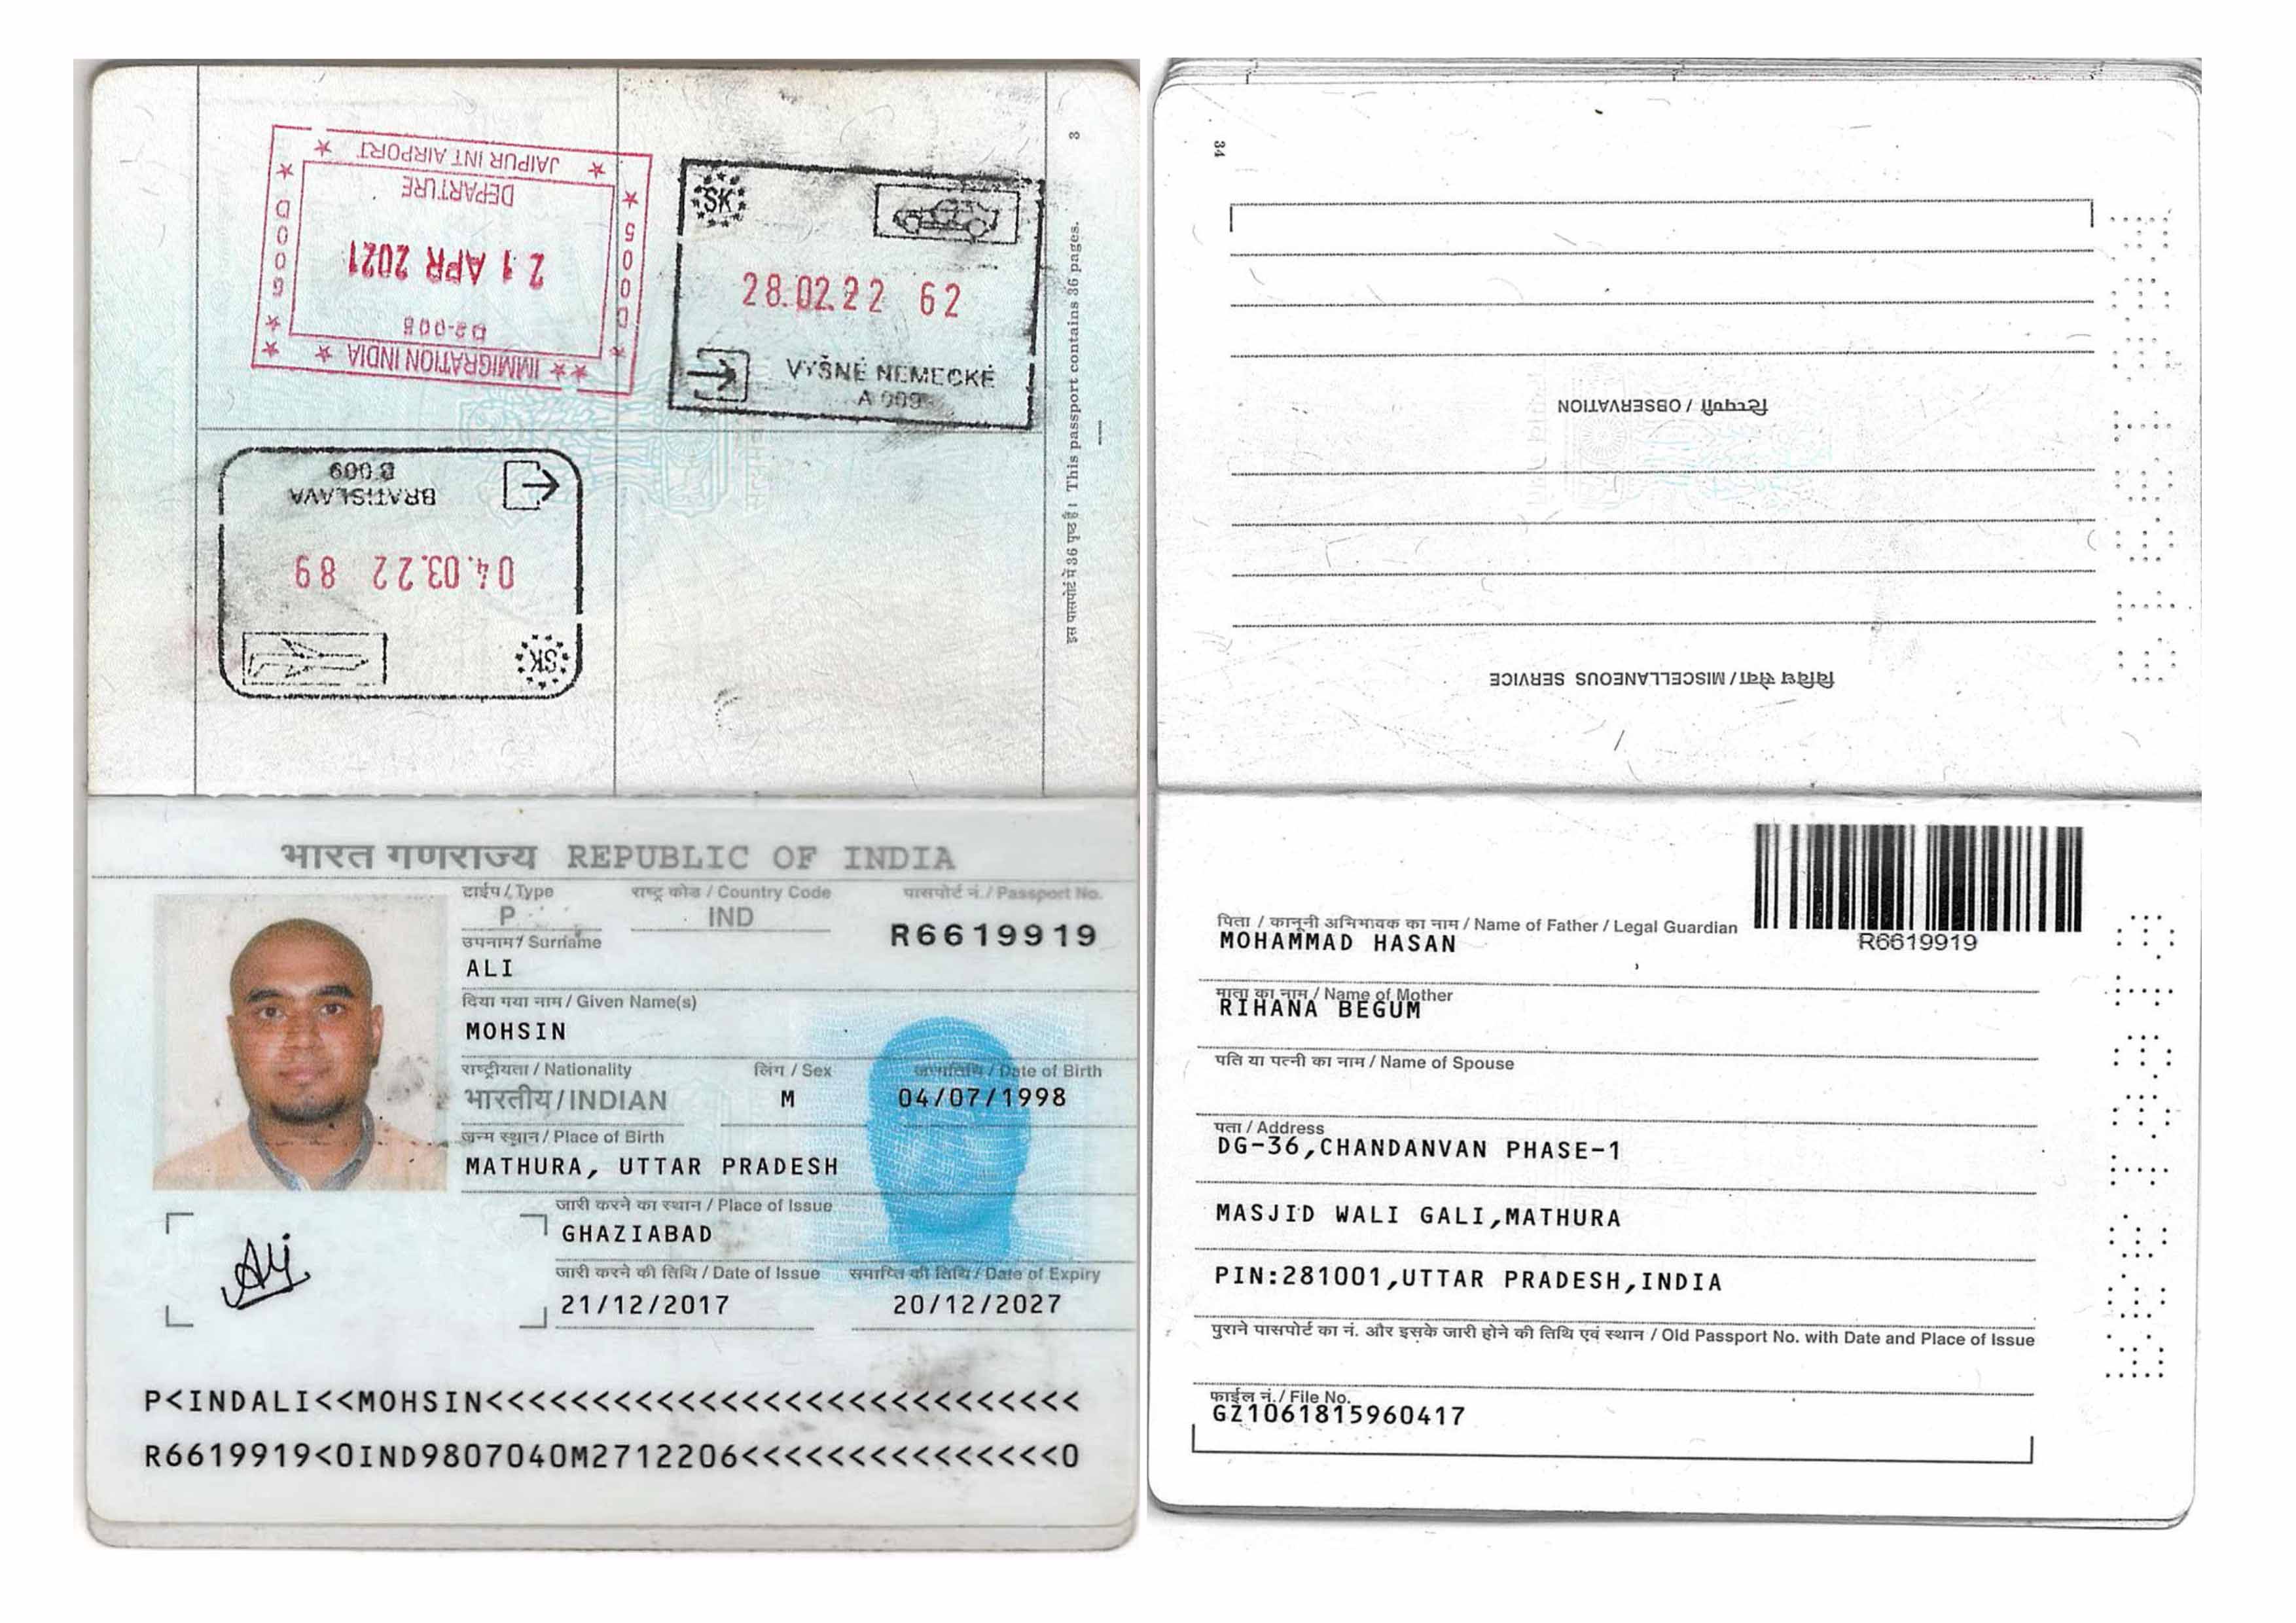 3
इस पासपोर्ट में 36 पृष्ठ हैं। This passport contains 36 pages.
★★ IMMIGRATION INDIA ★ ★
D2-008
21 APR 2021
DEPARTURE
★ JAIPUR INT AIRPORT ★
SK
28.02.22 62
VYŠNÉ NEMECKÉ
A 009
SK
04.03.22 89
BRATISLAVA
B 009
भारत गणराज्य REPUBLIC OF INDIA
टाईप / Type
राष्ट्र कोड / Country Code
पासपोर्ट नं. / Passport No.
P
IND
R6619919
उपनाम / Surname
ALI
दिया गया नाम / Given Name(s)
MOHSIN
राष्ट्रीयता / Nationality
लिंग / Sex
जन्मतिथि / Date of Birth
भारतीय / INDIAN
M
04/07/1998
जन्म स्थान / Place of Birth
MATHURA, UTTAR PRADESH
जारी करने का स्थान / Place of Issue
GHAZIABAD
जारी करने की तिथि / Date of Issue
समाप्ति की तिथि / Date of Expiry
21/12/2017
20/12/2027
Ali
P<INDALI<<MOHSIN<<<<<<<<<<<<<<<<<<<<<<<<<<<<
R6619919<0IND9807040M2712206<<<<<<<<<<<<<<<0
34
टिप्पणी / OBSERVATION
विविध सेवा / MISCELLANEOUS SERVICE
R6619919
पिता / कानूनी अभिभावक का नाम / Name of Father / Legal Guardian
MOHAMMAD HASAN
माता का नाम / Name of Mother
RIHANA BEGUM
पति या पत्नी का नाम / Name of Spouse
पता / Address
DG-36,CHANDANVAN PHASE-1
MASJID WALI GALI,MATHURA
PIN:281001,UTTAR PRADESH,INDIA
पुराने पासपोर्ट का नं. और इसके जारी होने की तिथि एवं स्थान / Old Passport No. with Date and Place of Issue
फाईल नं. / File No.
GZ1061815960417